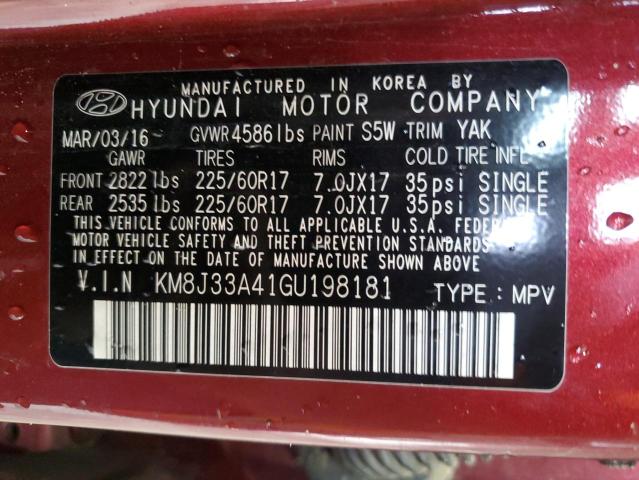 MANUFACTURED IN KOREA BY
HYUNDAI MOTOR COMPANY
MAR/03/16 GVWR 4586lbs PAINT S5W TRIM YAK
GAWR TIRES RIMS COLD TIRE INFL
FRONT 2822 lbs 225/60R17 7.0JX17 35psi SINGLE
REAR 2535 lbs 225/60R17 7.0JX17 35psi SINGLE
THIS VEHICLE CONFORMS TO ALL APPLICABLE U.S.A. FEDERAL
MOTOR VEHICLE SAFETY AND THEFT PREVENTION STANDARDS
IN EFFECT ON THE DATE OF MANUFACTURE SHOWN ABOVE
V.I.N KM8J33A41GU198181 TYPE : MPV